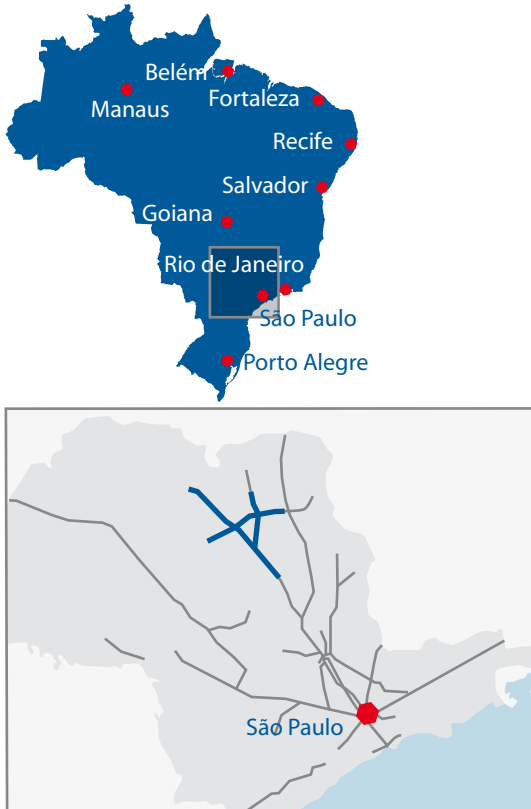 Belém
Manaus
Fortaleza
Recife
Salvador
Goiana
Rio de Janeiro
São Paulo
Porto Alegre
São Paulo